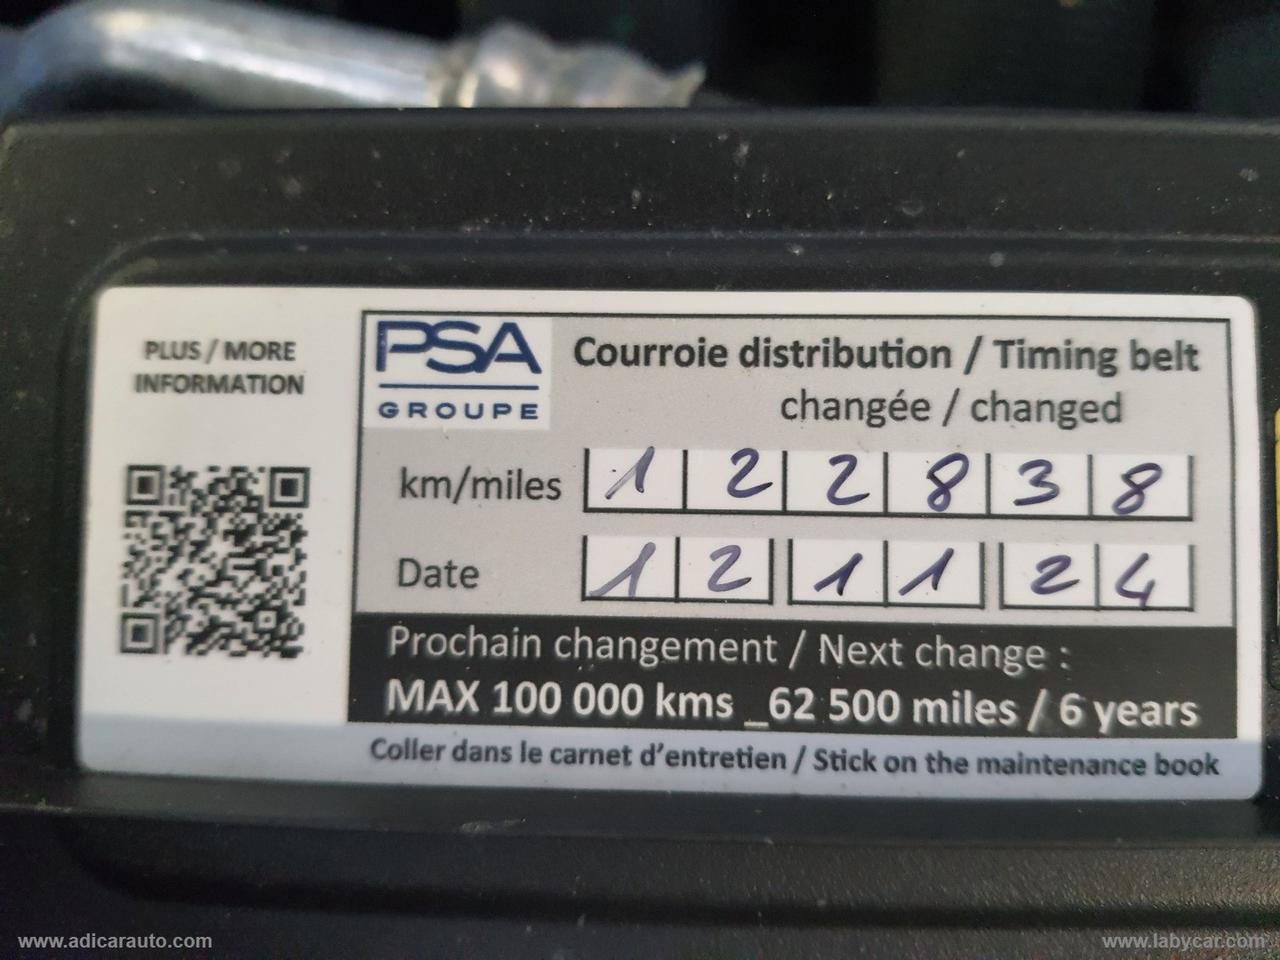 PLUS / MORE
INFORMATION
PSA
GROUPE
Courroie distribution / Timing belt
changée / changed
km/miles 1 2 2 8 3 8
Date 1 2 1 1 2 4
Prochain changement / Next change :
MAX 100 000 kms _62 500 miles / 6 years
Coller dans le carnet d'entretien / Stick on the maintenance book
www.adicarauto.com
www.labycar.com